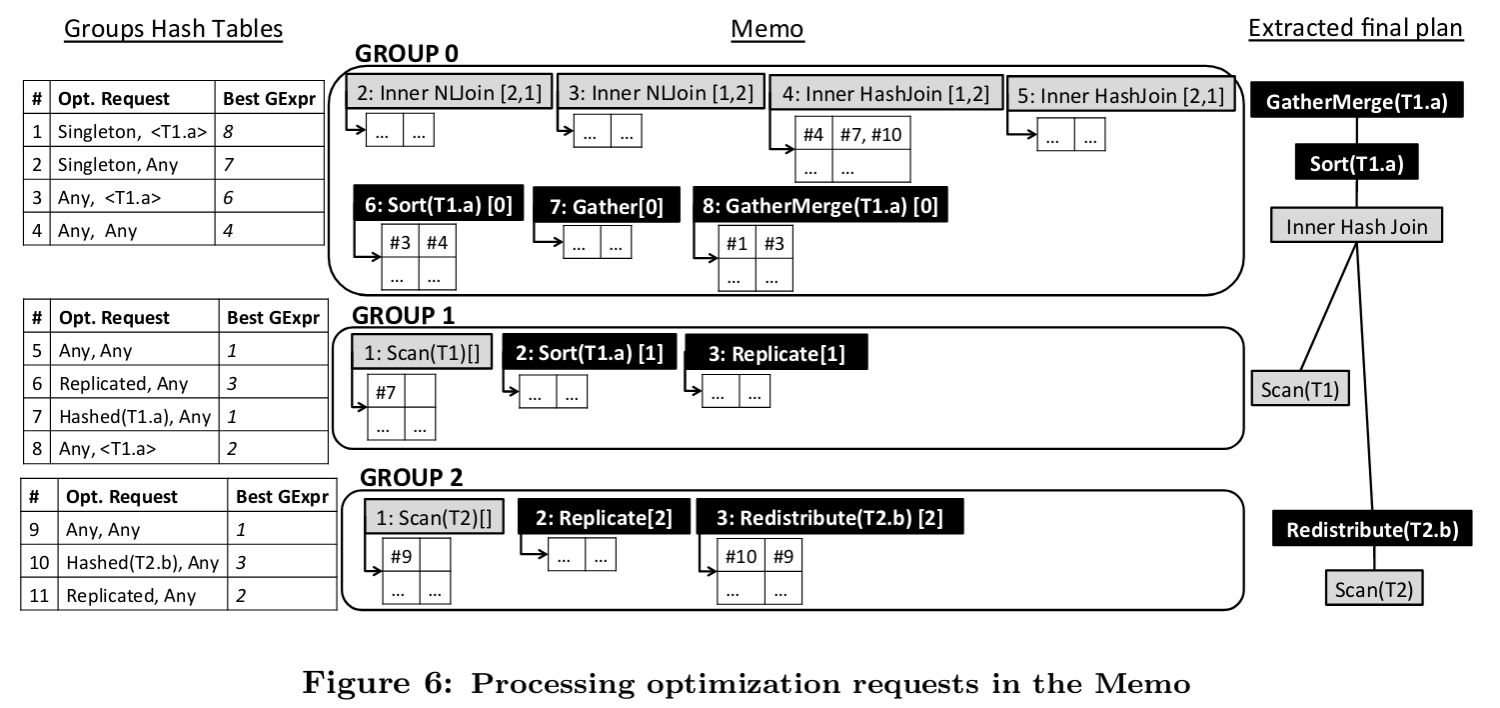 Groups Hash Tables
Memo
Extracted final plan
# Opt. Request Best GExpr
1 Singleton, <T1.a> 8
2 Singleton, Any 7
3 Any, <T1.a> 6
4 Any, Any 4
GROUP 0
2: Inner NLJoin [2,1]
... ...
3: Inner NLJoin [1,2]
... ...
4: Inner HashJoin [1,2]
#4 #7, #10
... ...
5: Inner HashJoin [2,1]
... ...
6: Sort(T1.a) [0]
#3 #4
... ...
7: Gather[0]
... ...
8: GatherMerge(T1.a) [0]
#1 #3
... ...
# Opt. Request Best GExpr
5 Any, Any 1
6 Replicated, Any 3
7 Hashed(T1.a), Any 1
8 Any, <T1.a> 2
GROUP 1
1: Scan(T1)[]
#7
... ...
2: Sort(T1.a) [1]
... ...
3: Replicate[1]
... ...
# Opt. Request Best GExpr
9 Any, Any 1
10 Hashed(T2.b), Any 3
11 Replicated, Any 2
GROUP 2
1: Scan(T2)[]
#9
... ...
2: Replicate[2]
... ...
3: Redistribute(T2.b) [2]
#10 #9
... ...
GatherMerge(T1.a)
Sort(T1.a)
Inner Hash Join
Scan(T1)
Redistribute(T2.b)
Scan(T2)
Figure 6: Processing optimization requests in the Memo